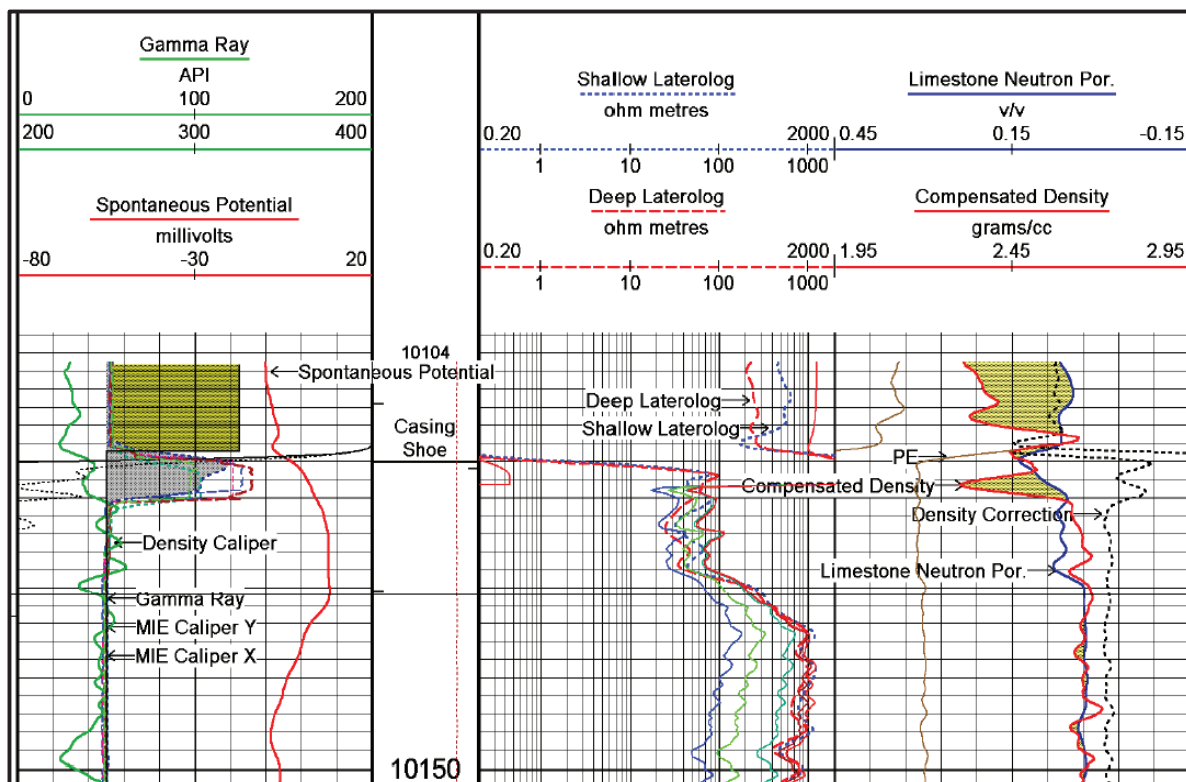 Gamma Ray
API
0 100 200
200 300 400
Spontaneous Potential
millivolts
-80 -30 20
Shallow Laterolog
ohm metres
0.20 2000
1 10 100 1000
Deep Laterolog
ohm metres
0.20 2000
1 10 100 1000
Limestone Neutron Por.
v/v
0.45 0.15 -0.15
Compensated Density
grams/cc
1.95 2.45 2.95
10104
Spontaneous Potential
Casing
Shoe
Deep Laterolog
Shallow Laterolog
PE
Compensated Density
Density Correction
Density Caliper
Limestone Neutron Por.
Gamma Ray
MIE Caliper Y
MIE Caliper X
10150